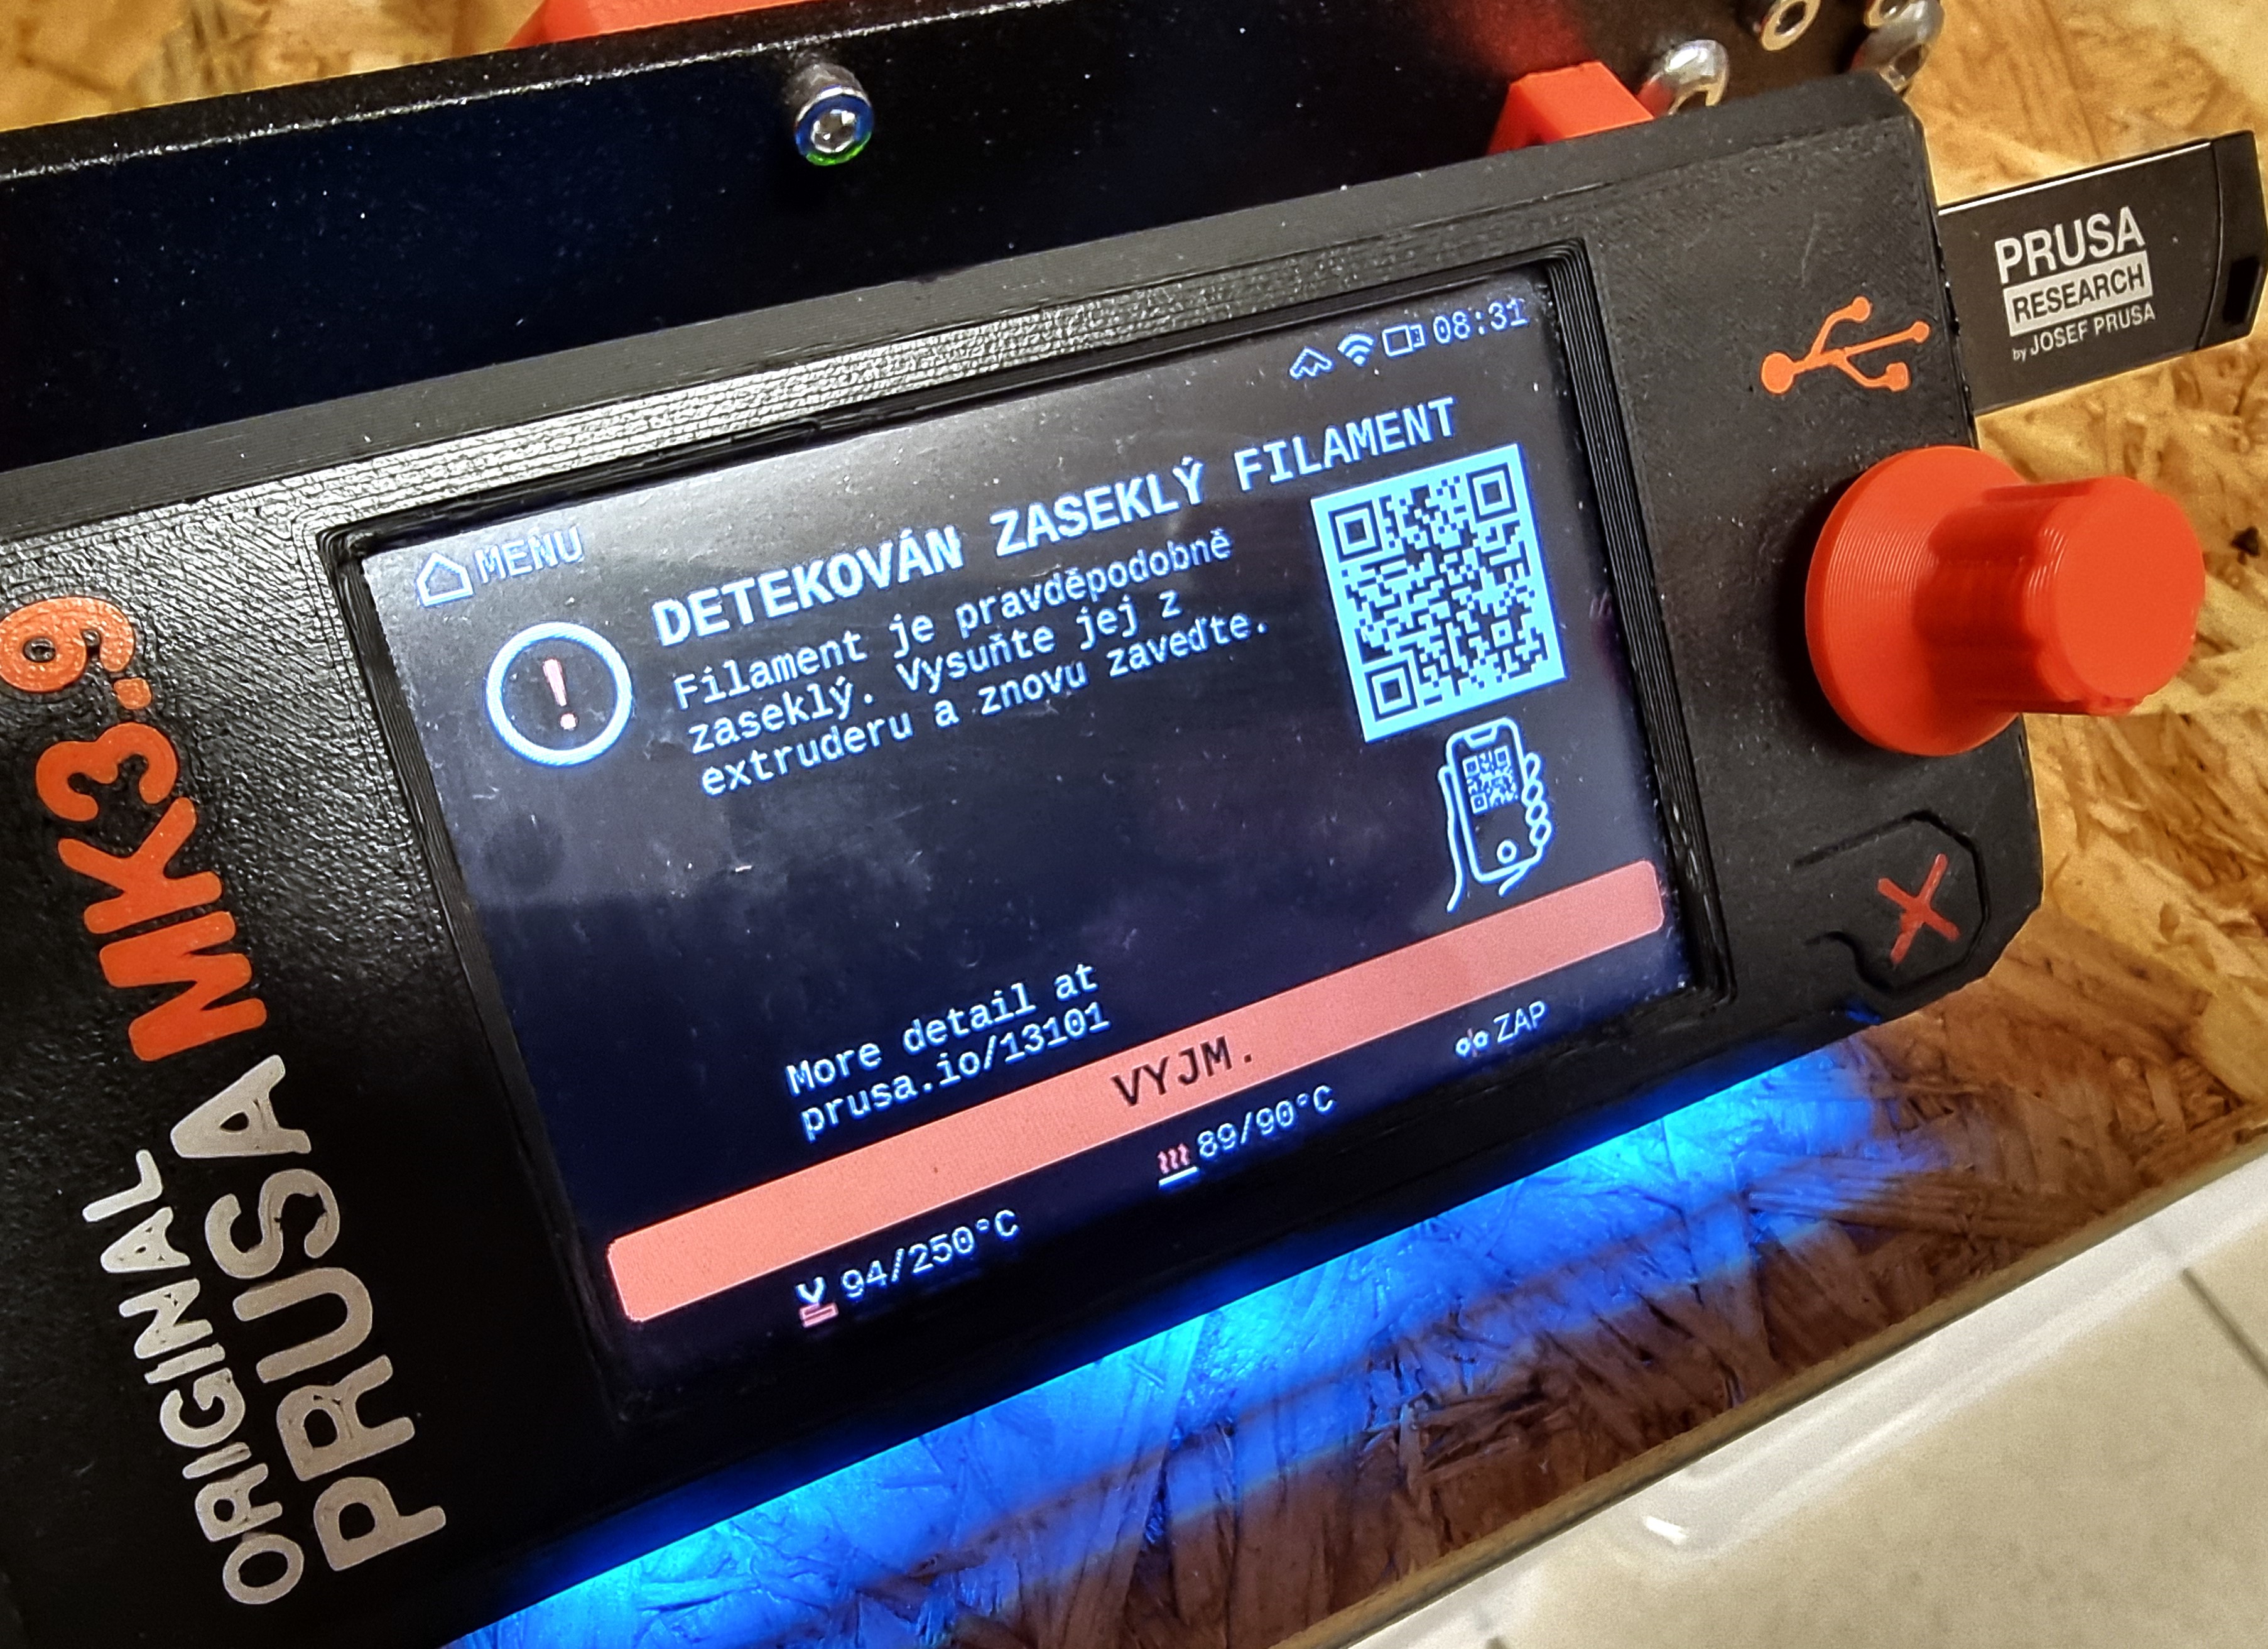 MENU
08:31
DETEKOVÁN ZASEKLÝ FILAMENT
Filament je pravděpodobně
zaseklý. Vysuňte jej z
extruderu a znovu zaveďte.
More detail at
prusa.io/13101
VYJM.
94/250°C
89/90°C
ZAP
ORIGINAL
PRUSA MK3.9
PRUSA
RESEARCH
by JOSEF PRUSA